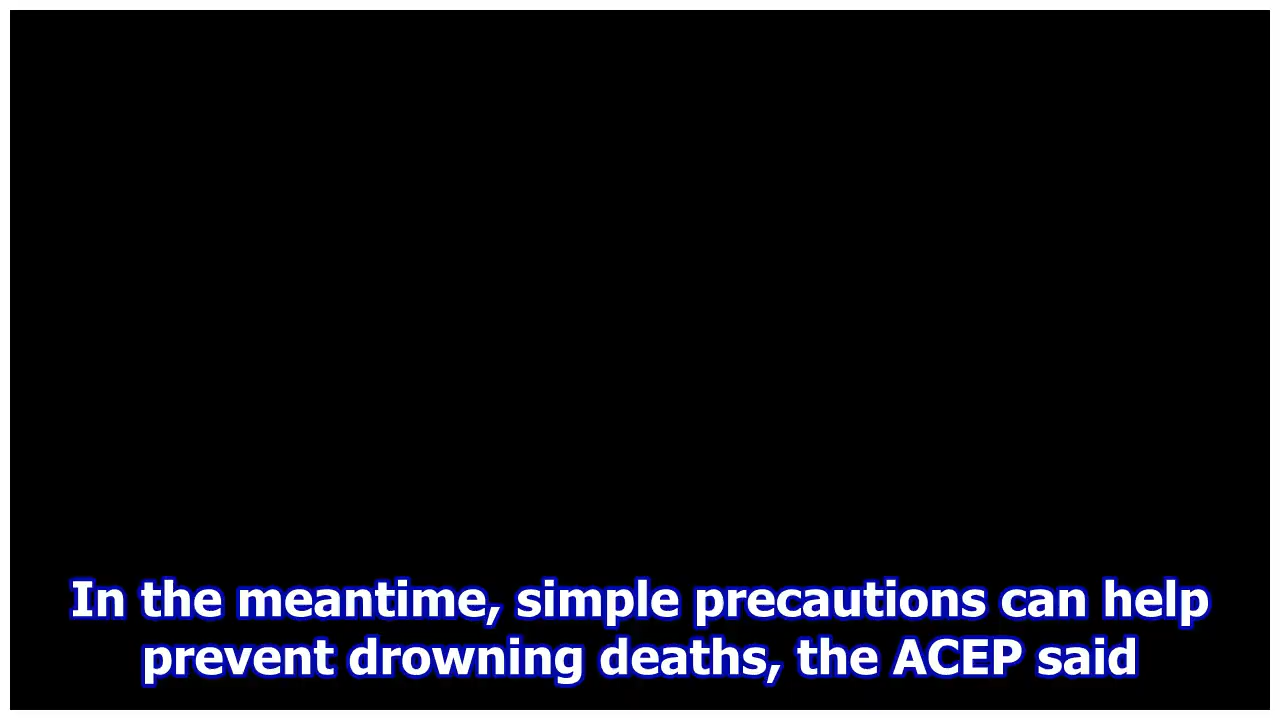 In the meantime, simple precautions can help
prevent drowning deaths, the ACEP said